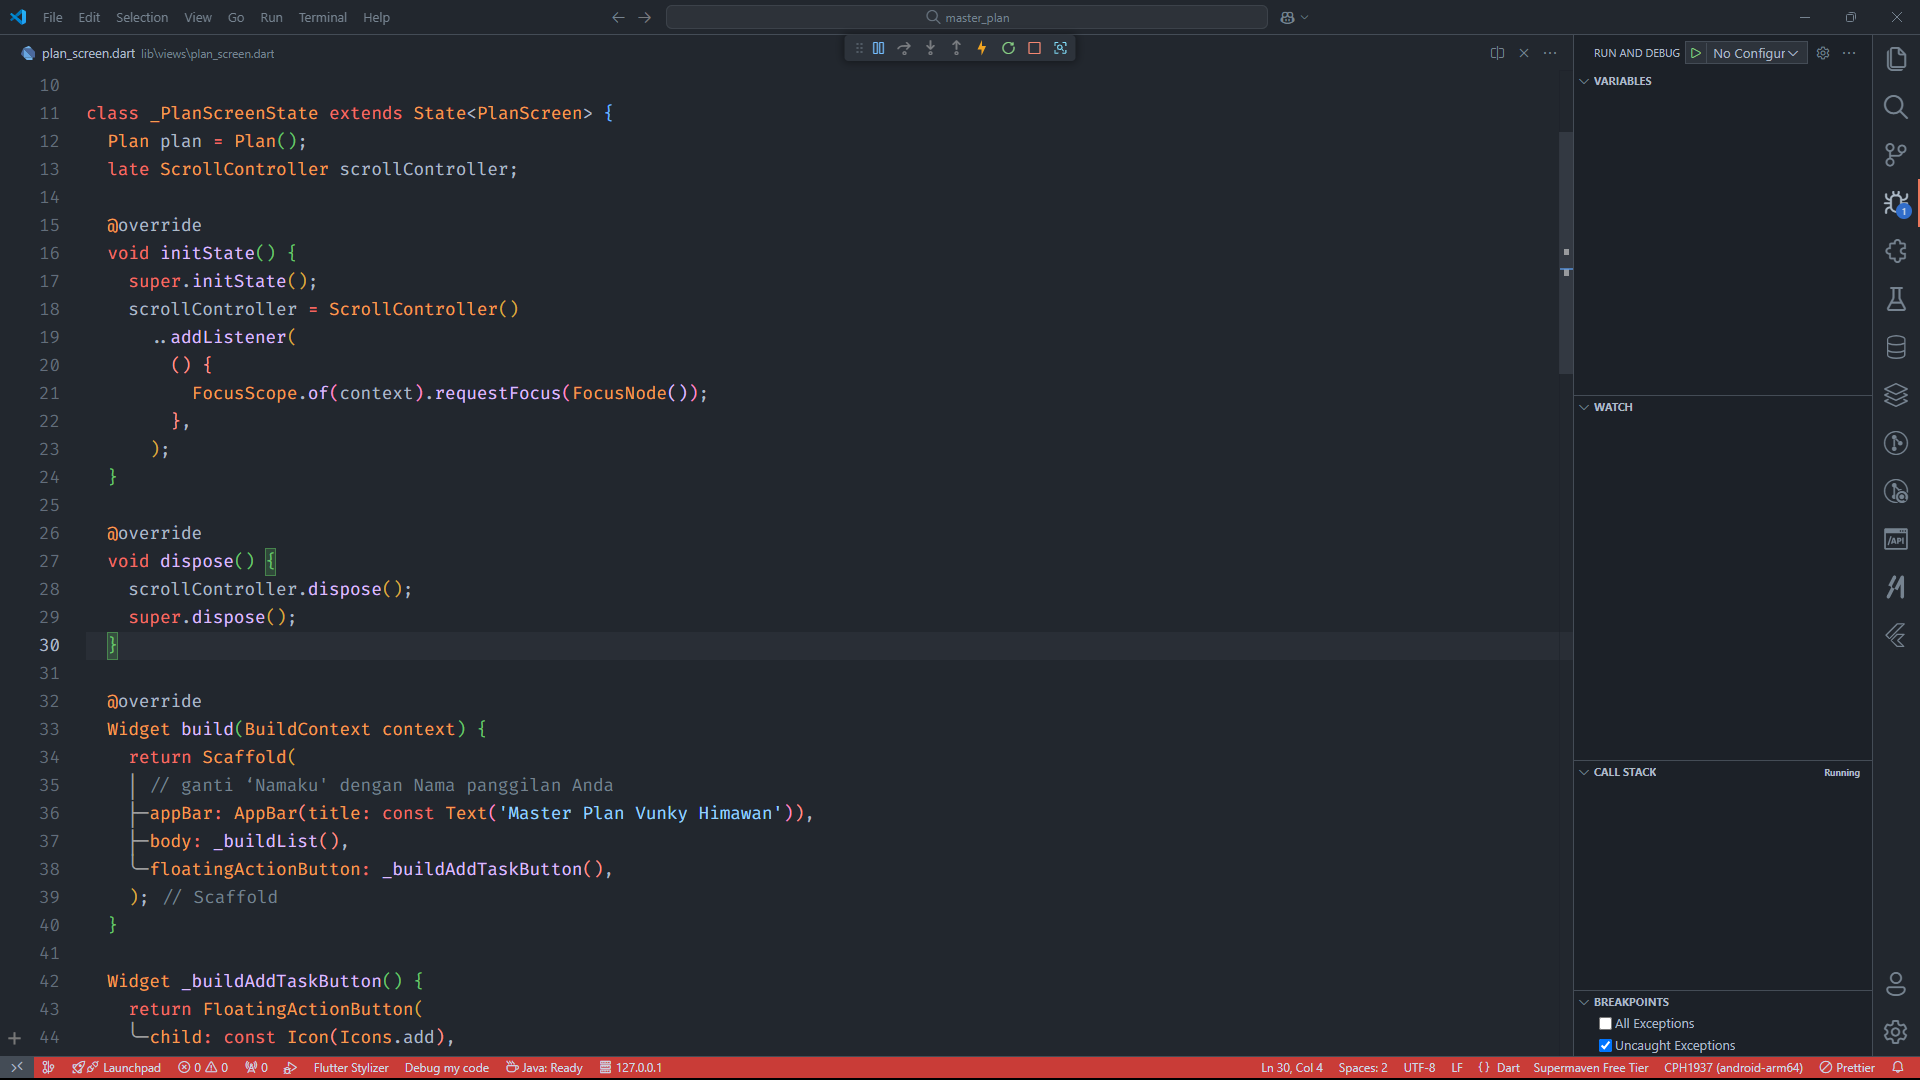 File Edit Selection View Go Run Terminal Help
master_plan
plan_screen.dart lib\views\plan_screen.dart
10
11 class _PlanScreenState extends State<PlanScreen> {
12 Plan plan = Plan();
13 late ScrollController scrollController;
14
15 @override
16 void initState() {
17 super.initState();
18 scrollController = ScrollController()
19 ..addListener(
20 () {
21 FocusScope.of(context).requestFocus(FocusNode());
22 },
23 );
24 }
25
26 @override
27 void dispose() {
28 scrollController.dispose();
29 super.dispose();
30 }
31
32 @override
33 Widget build(BuildContext context) {
34 return Scaffold(
35 // ganti ‘Namaku' dengan Nama panggilan Anda
36 appBar: AppBar(title: const Text('Master Plan Vunky Himawan')),
37 body: _buildList(),
38 floatingActionButton: _buildAddTaskButton(),
39 ); // Scaffold
40 }
41
42 Widget _buildAddTaskButton() {
43 return FloatingActionButton(
44 child: const Icon(Icons.add),
RUN AND DEBUG No Configur
VARIABLES
WATCH
CALL STACK Running
BREAKPOINTS
All Exceptions
Uncaught Exceptions
1
/API
Launchpad 0 0 0 Flutter Stylizer Debug my code Java: Ready 127.0.0.1 Ln 30, Col 4 Spaces: 2 UTF-8 LF {} Dart Supermaven Free Tier CPH1937 (android-arm64) Prettier